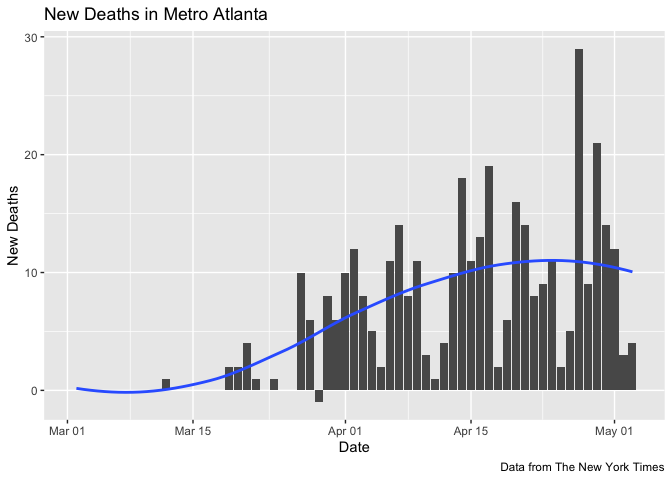 New Deaths in Metro Atlanta
30
20
10
0
New Deaths
Mar 01 Mar 15 Apr 01 Apr 15 May 01
Date
Data from The New York Times